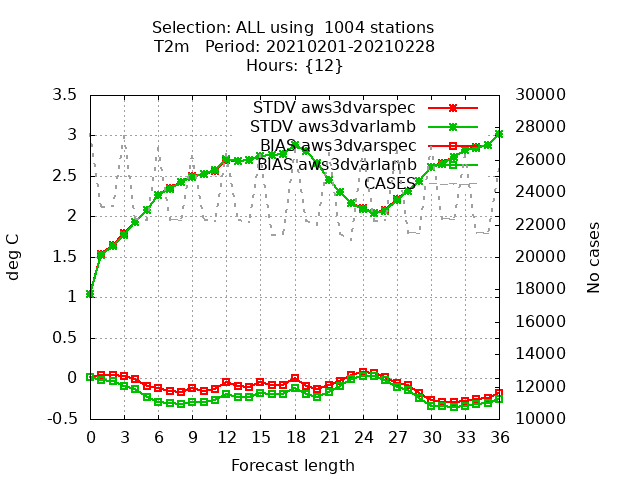 Selection: ALL using  1004 stations
T2m   Period: 20210201-20210228
Hours: {12}
3.5
3
2.5
2
1.5
1
0.5
0
-0.5
deg C
STDV aws3dvarspec
STDV aws3dvarlamb
BIAS aws3dvarspec
BIAS aws3dvarlamb
CASES
30000
28000
26000
24000
22000
20000
18000
16000
14000
12000
10000
No cases
0 3 6 9 12 15 18 21 24 27 30 33 36
Forecast length